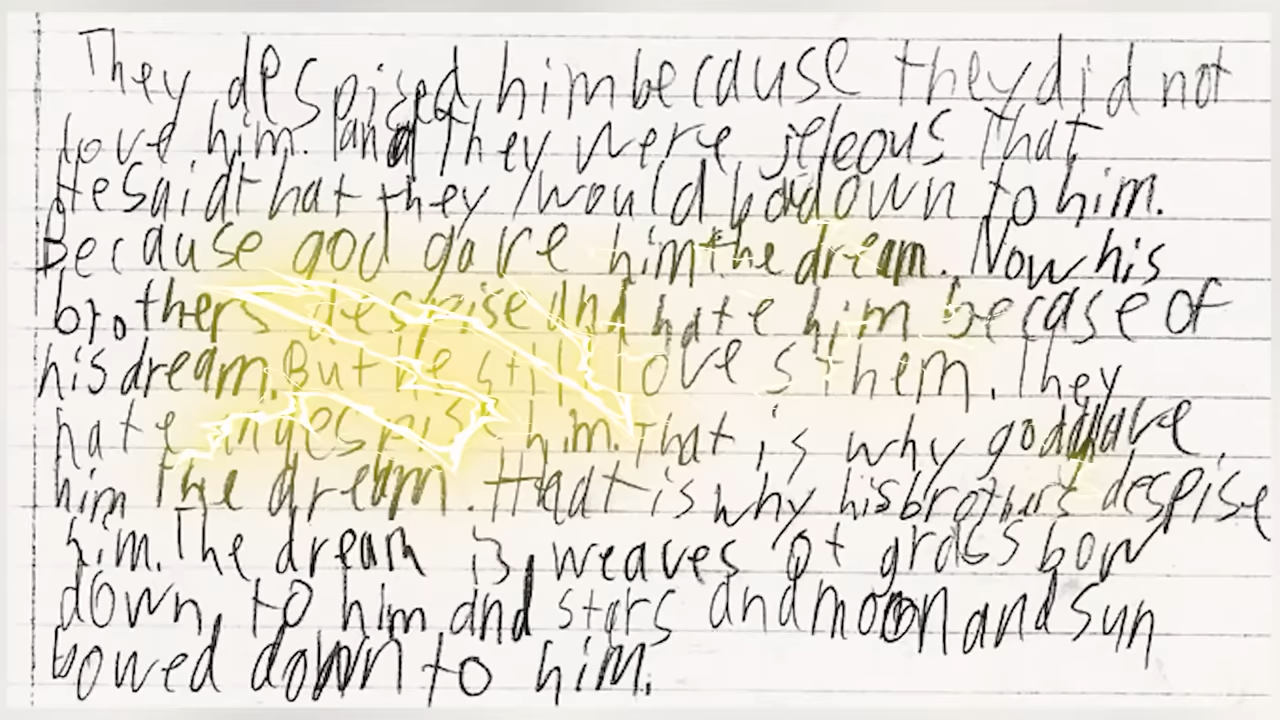 They despised him because they did not
love him. and They were jeleous That
He said that they would bow down to him.
Because god gave him the dream. Now his
brothers despise and hate him becase of
his dream. But he still loves them. They
hate an despise him. That is why god gave
him The dream. That is why his brothers despise
him. The dream is weaves of grass bow
down to him and stars and moon and sun
bowed down to him.